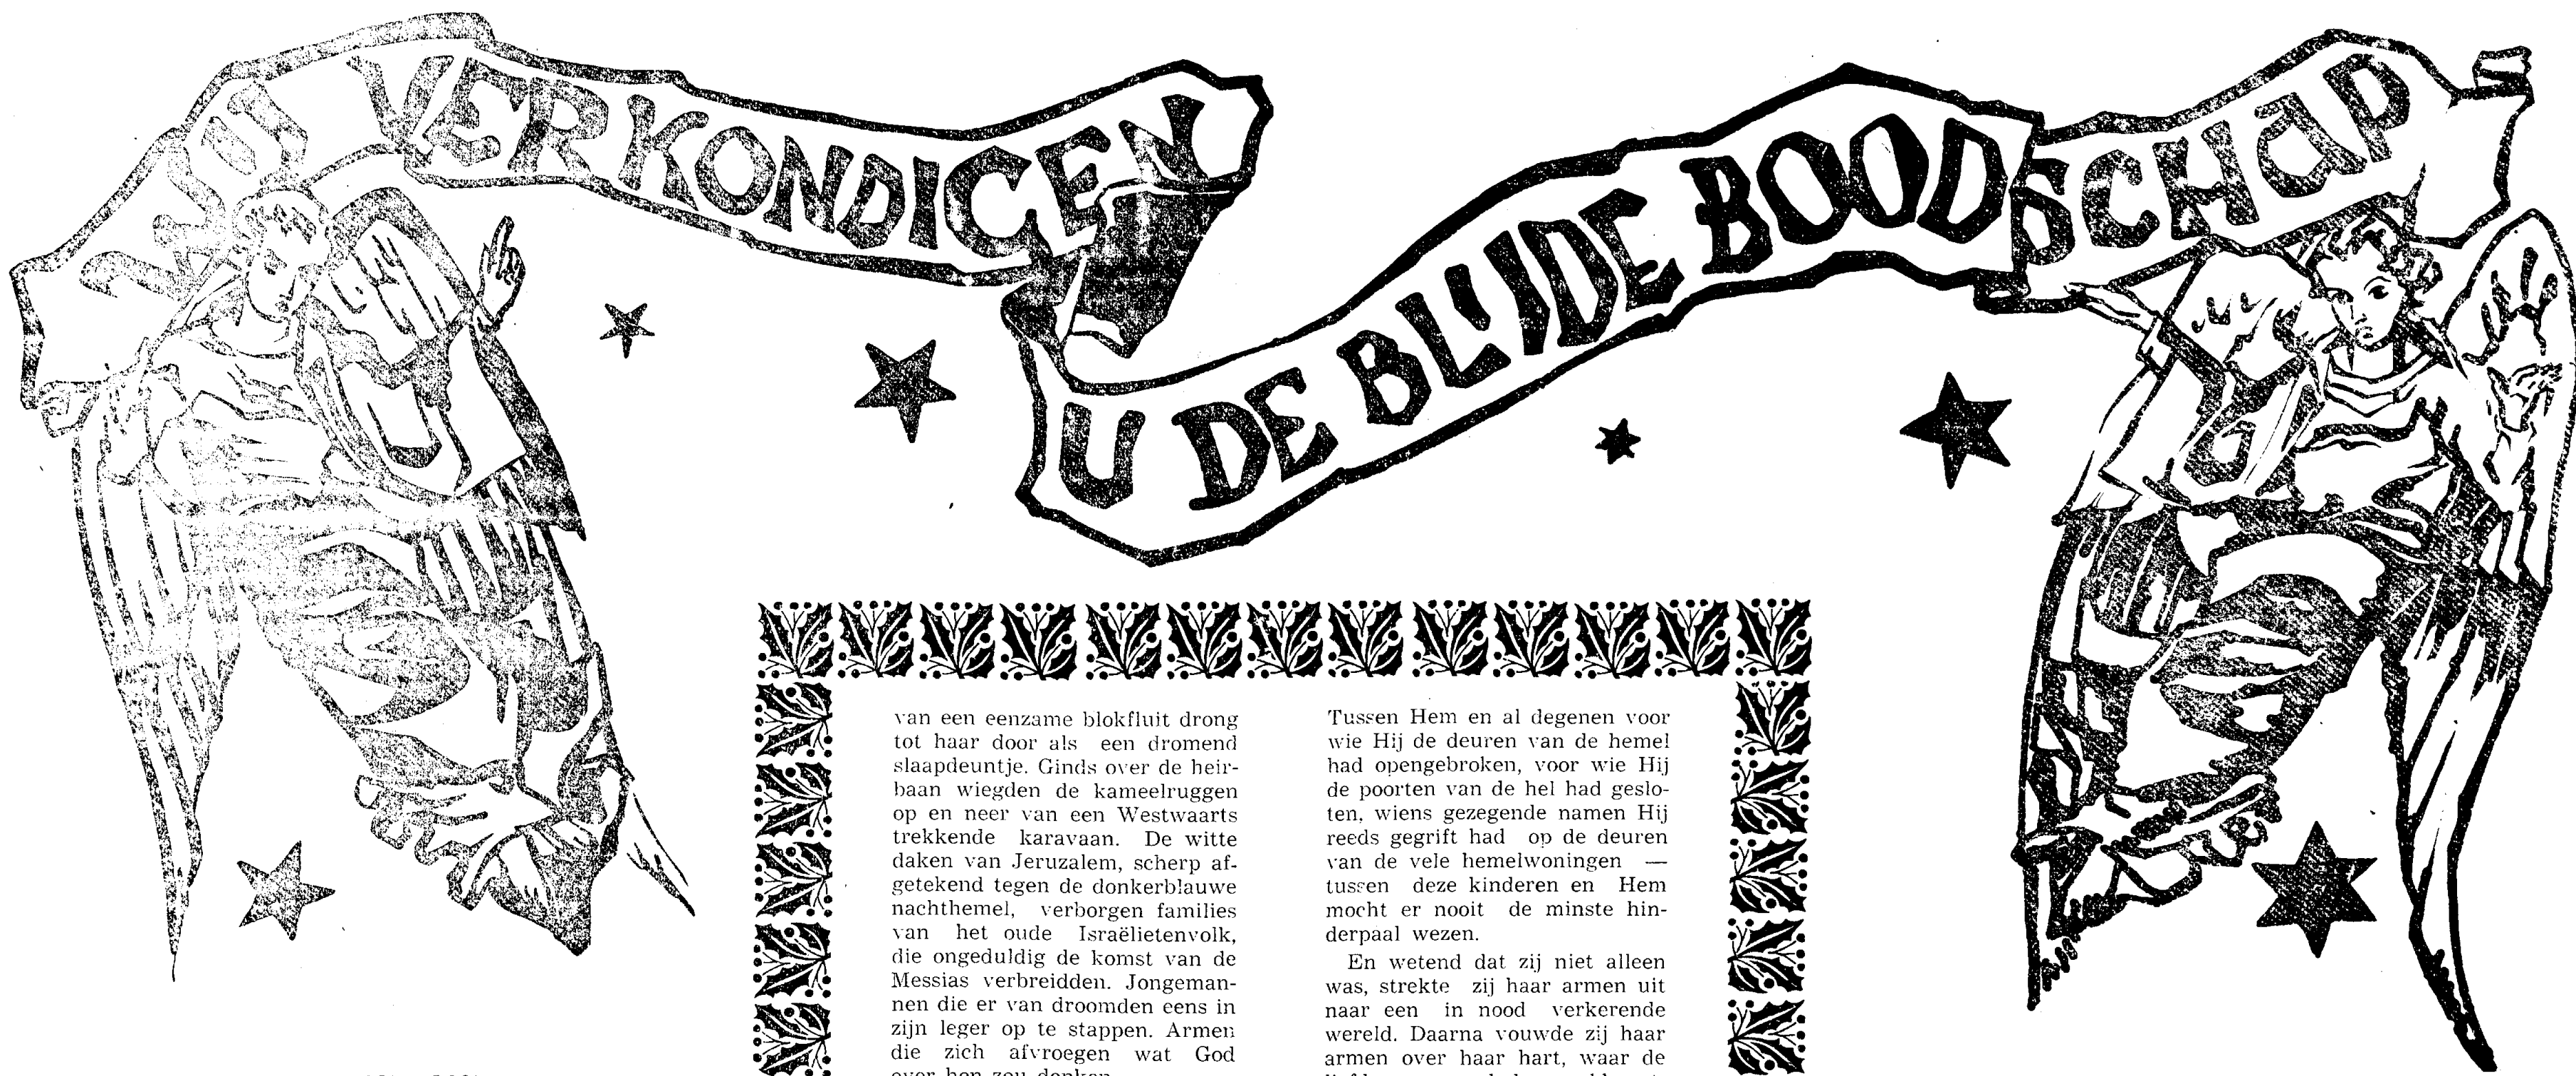 WIJ VERKONDIGEN
U DE BLIJDE BOODSCHAP
van een eenzame blokfluit drong
tot haar door als een dromend
slaapdeuntje. Ginds over de heir-
baan wiegden de kameelruggen
op en neer van een Westwaarts
trekkende karavaan. De witte
daken van Jeruzalem, scherp af-
getekend tegen de donkerblauwe
nachthemel, verborgen families
van het oude Israëlietenvolk,
die ongeduldig de komst van de
Messias verbreidden. Jongeman-
nen die er van droomden eens in
zijn leger op te stappen. Armen
die zich afvroegen wat God
over hen zou denken
Tussen Hem en al degenen voor
wie Hij de deuren van de hemel
had opengebroken, voor wie Hij
de poorten van de hel had geslo-
ten, wiens gezegende namen Hij
reeds gegrift had op de deuren
van de vele hemelwoningen —
tussen deze kinderen en Hem
mocht er nooit de minste hin-
derpaal wezen.
En wetend dat zij niet alleen
was, strekte zij haar armen uit
naar een in nood verkerende
wereld. Daarna vouwde zij haar
armen over haar hart, waar de